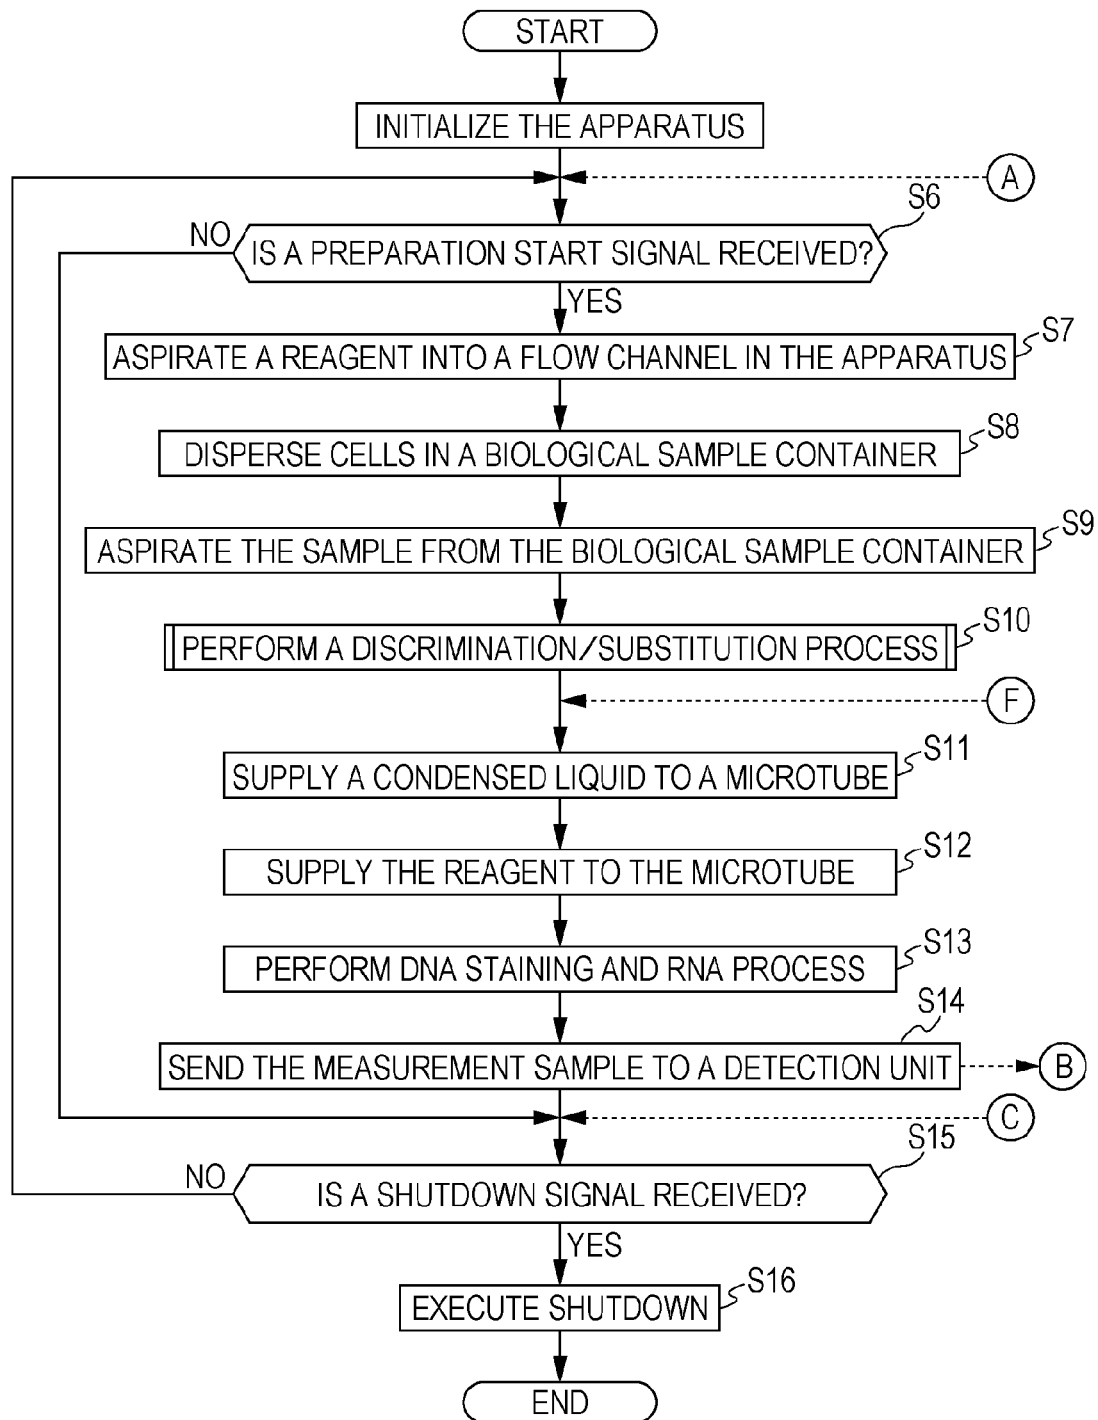 START
INITIALIZE THE APPARATUS
A
S6
NO
IS A PREPARATION START SIGNAL RECEIVED?
YES
S7
ASPIRATE A REAGENT INTO A FLOW CHANNEL IN THE APPARATUS
S8
DISPERSE CELLS IN A BIOLOGICAL SAMPLE CONTAINER
S9
ASPIRATE THE SAMPLE FROM THE BIOLOGICAL SAMPLE CONTAINER
S10
PERFORM A DISCRIMINATION/SUBSTITUTION PROCESS
F
S11
SUPPLY A CONDENSED LIQUID TO A MICROTUBE
S12
SUPPLY THE REAGENT TO THE MICROTUBE
S13
PERFORM DNA STAINING AND RNA PROCESS
S14
SEND THE MEASUREMENT SAMPLE TO A DETECTION UNIT
B
C
S15
NO
IS A SHUTDOWN SIGNAL RECEIVED?
YES
S16
EXECUTE SHUTDOWN
END